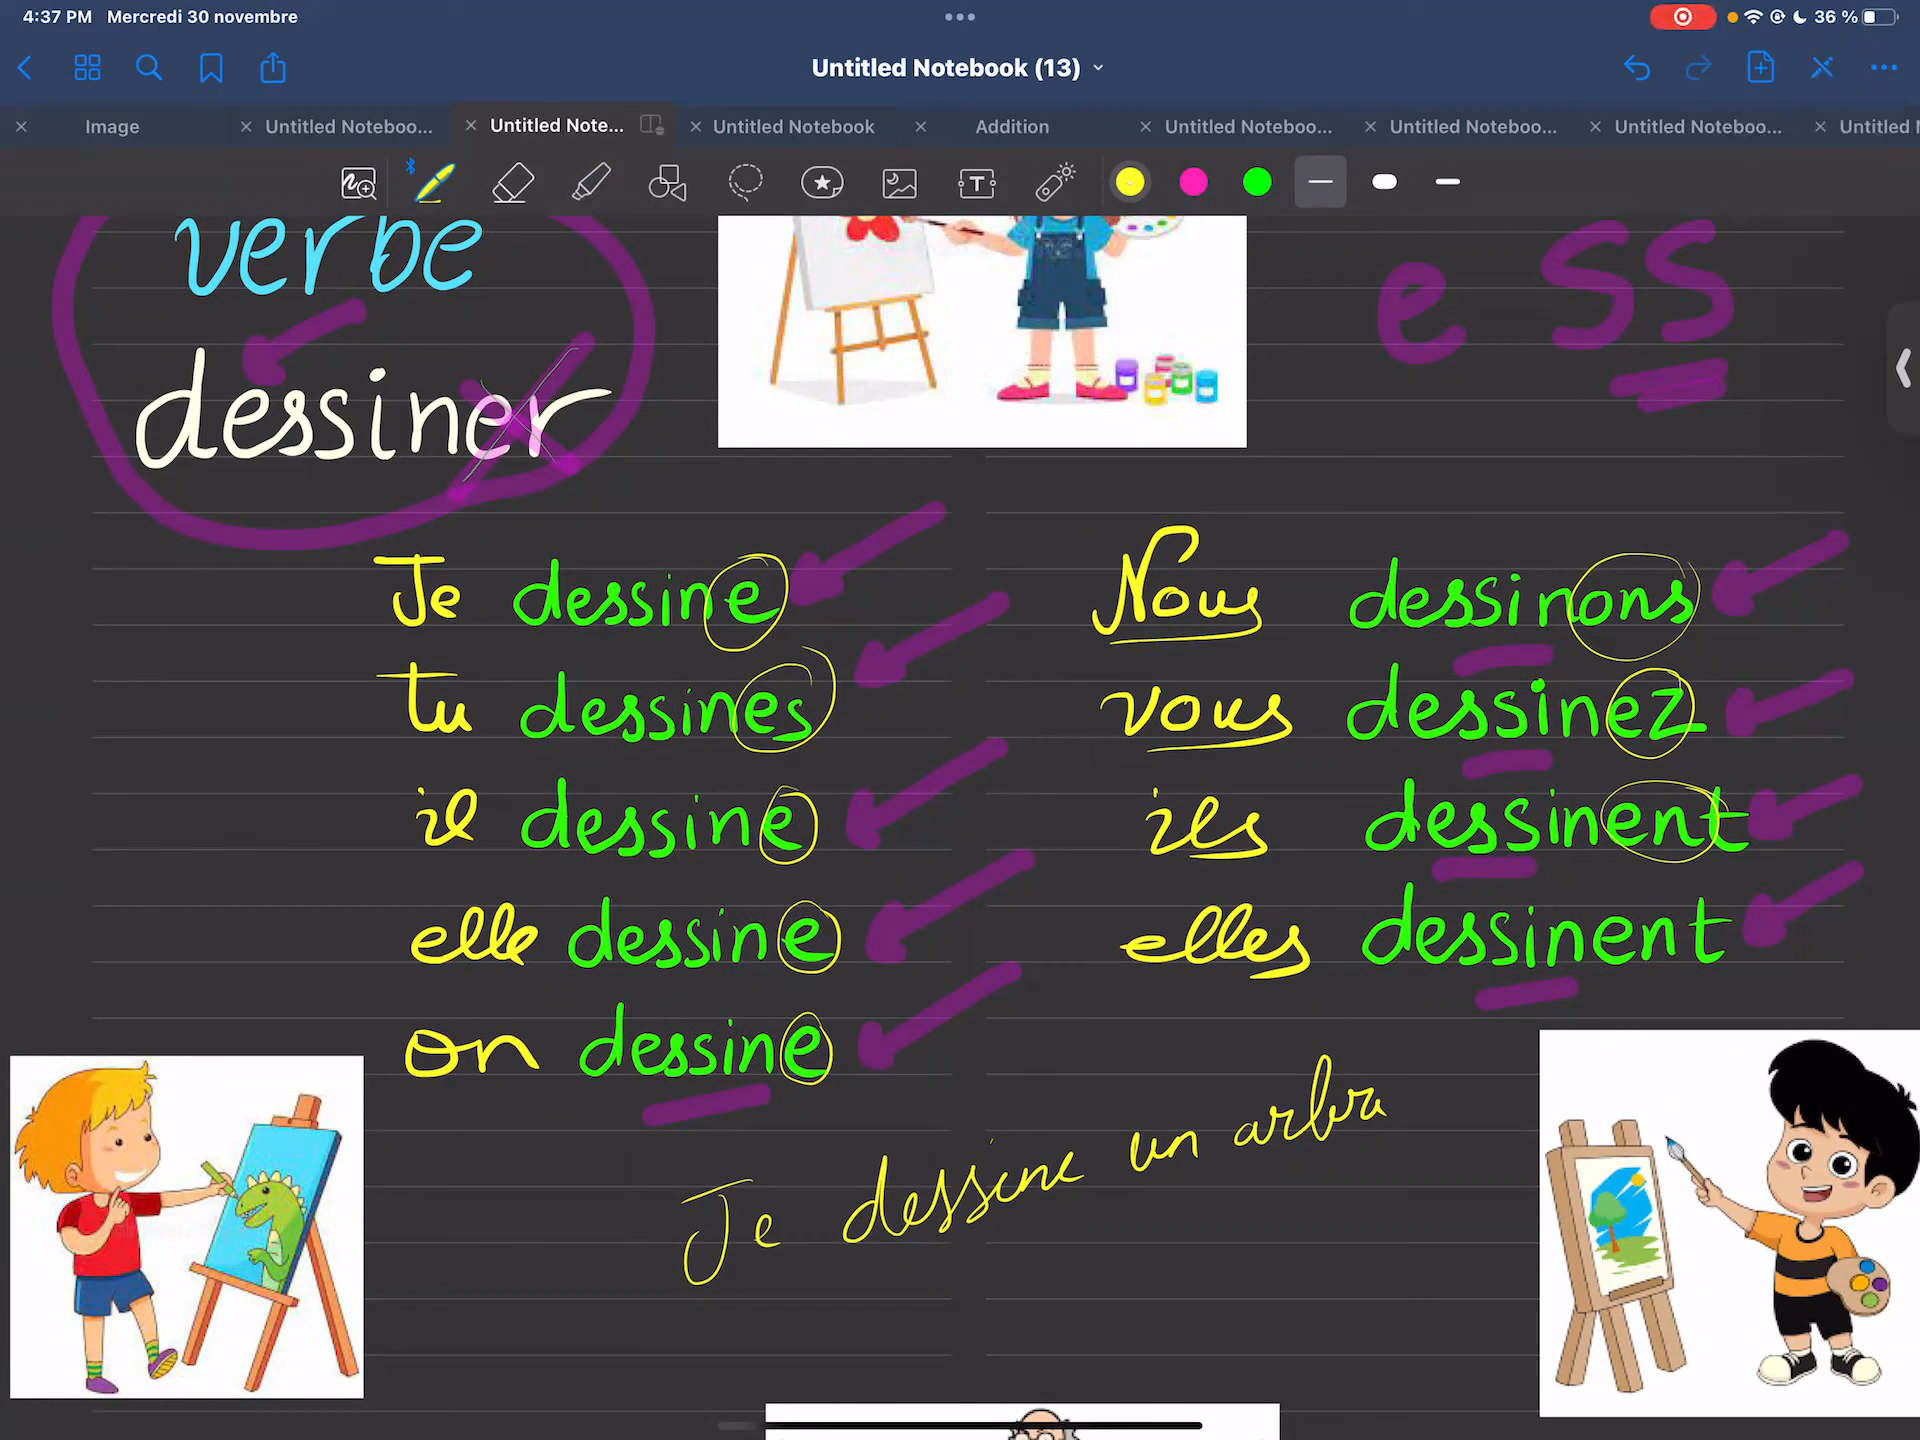 4:37 PM Mercredi 30 novembre
36 %
Untitled Notebook (13)
Image
Untitled Noteboo...
Untitled Note...
Untitled Notebook
Addition
Untitled Noteboo...
Untitled Noteboo...
Untitled Noteboo...
Untitled
verbe
dessiner
e ss
Je dessine
tu dessines
il dessine
elle dessine
on dessine
Nous dessinons
vous dessinez
ils dessinent
elles dessinent
Je dessine un arbre